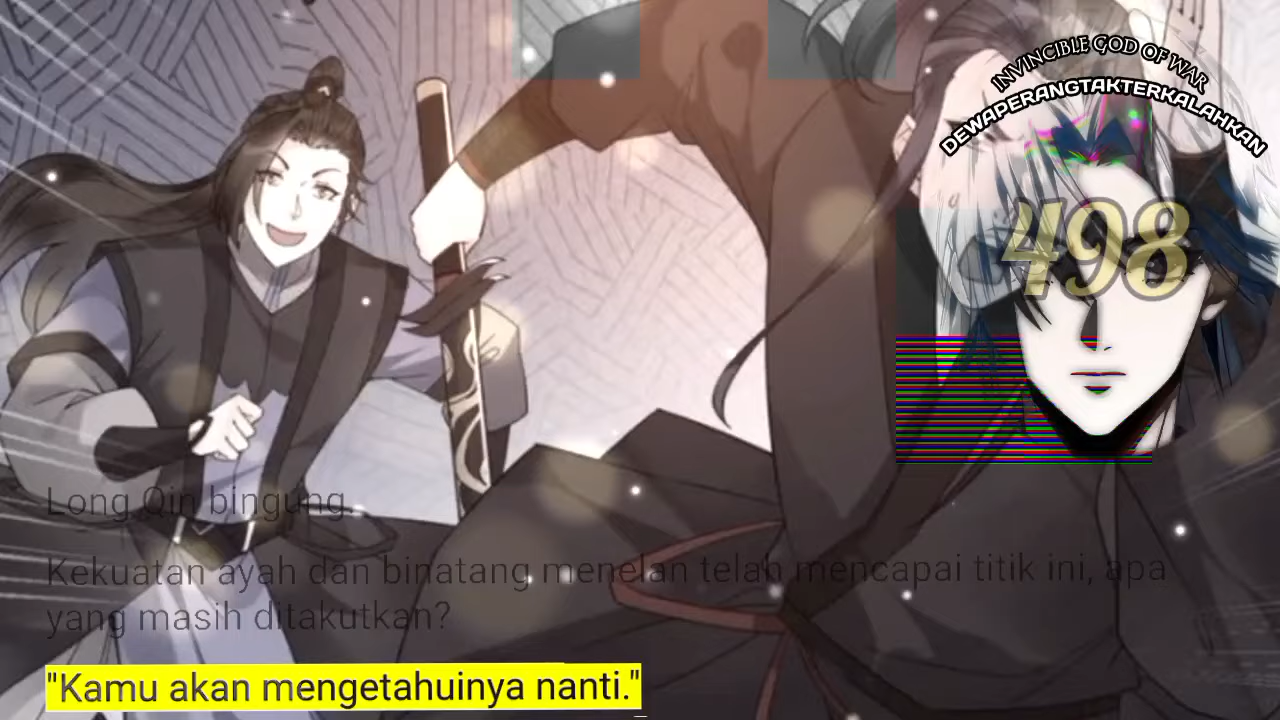 INVINCIBLE GOD OF WAR
DEWAPERANGTAKTERKALAHKAN
498
Long Qin bingung.
Kekuatan ayah dan binatang menelan telah mencapai titik ini, apa
yang masih ditakutkan?
"Kamu akan mengetahuinya nanti."